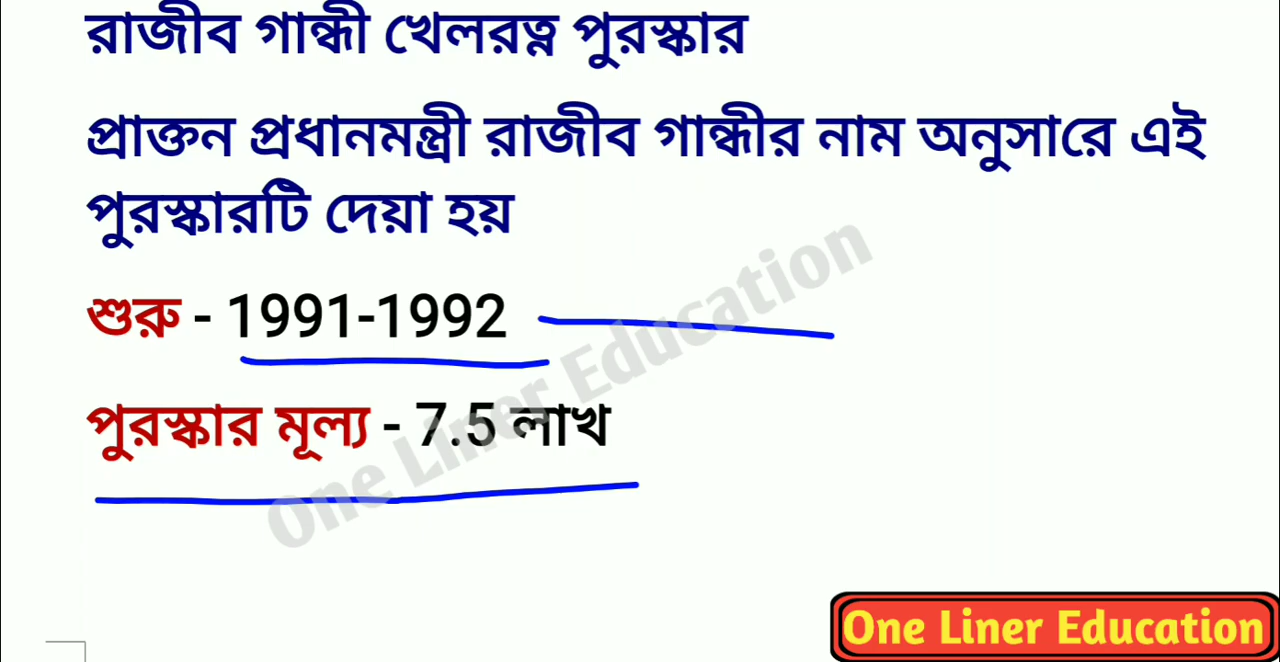 রাজীব গান্ধী খেলরত্ন পুরস্কার
প্রাক্তন প্রধানমন্ত্রী রাজীব গান্ধীর নাম অনুসারে এই
পুরস্কারটি দেয়া হয়
শুরু - 1991-1992
পুরস্কার মূল্য - 7.5 লাখ
One Liner Education
One Liner Education